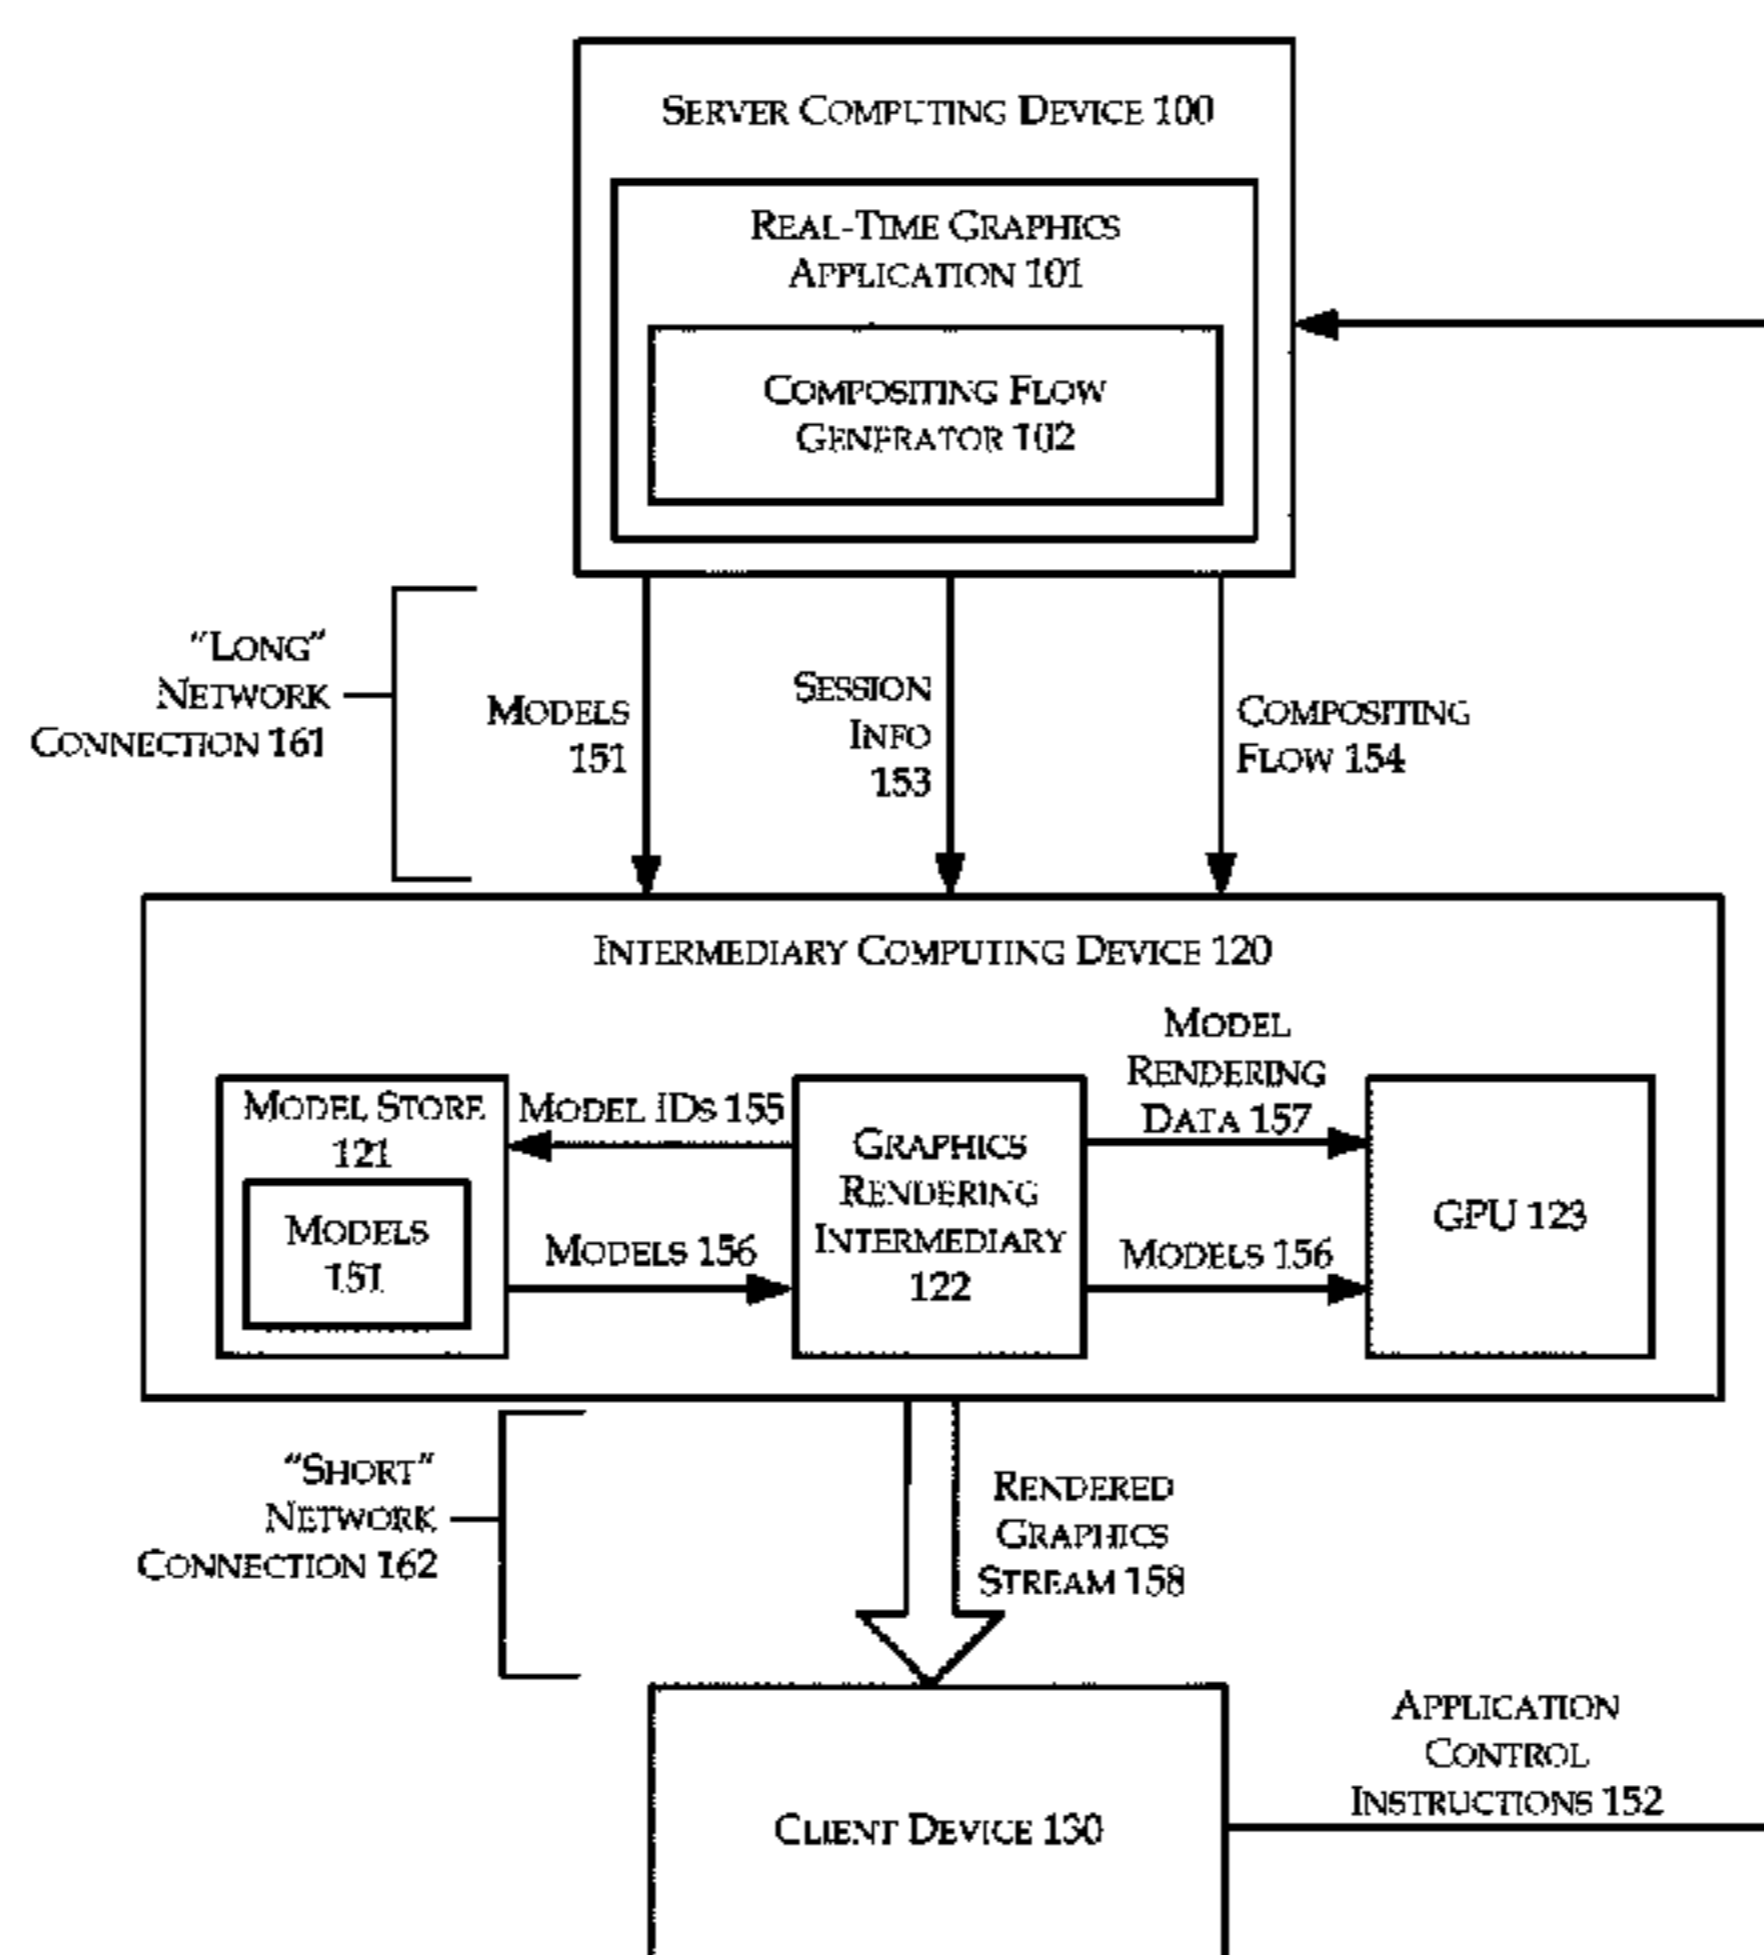 SERVER COMPUTING DEVICE 100
REAL-TIME GRAPHICS
APPLICATION 101
COMPOSITING FLOW
GENERATOR 102
"LONG"
NETWORK
CONNECTION 161
MODELS
151
SESSION
INFO
153
COMPOSITING
FLOW 154
INTERMEDIARY COMPUTING DEVICE 120
MODEL STORE
121
MODELS
151
MODEL IDS 155
MODELS 156
GRAPHICS
RENDERING
INTERMEDIARY
122
MODEL
RENDERING
DATA 157
MODELS 156
GPU 123
"SHORT"
NETWORK
CONNECTION 162
RENDERED
GRAPHICS
STREAM 158
CLIENT DEVICE 130
APPLICATION
CONTROL
INSTRUCTIONS 152